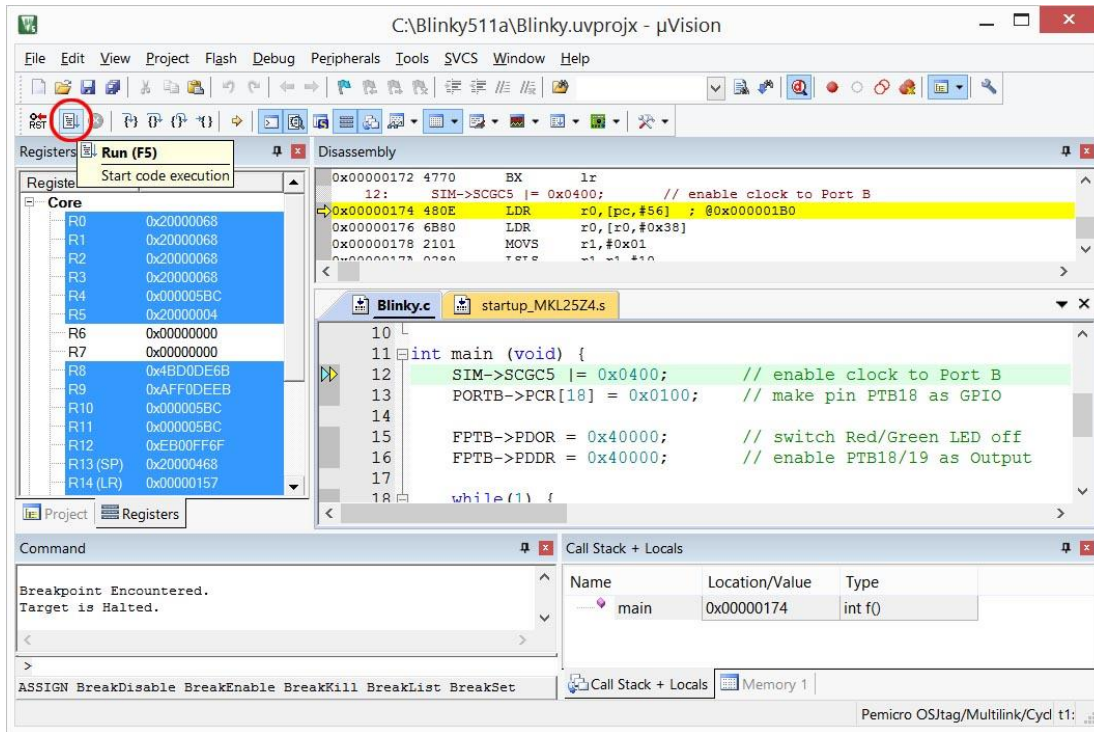 C:\Blinky511a\Blinky.uvprojx - µVision
File Edit View Project Flash Debug Peripherals Tools SVCS Window Help
RST
Registers
Run (F5)
Start code execution
Core
R0 0x20000068
R1 0x20000068
R2 0x20000068
R3 0x20000068
R4 0x000005BC
R5 0x20000004
R6 0x00000000
R7 0x00000000
R8 0x4BD0DE6B
R9 0xAFF0DEEB
R10 0x000005BC
R11 0x000005BC
R12 0xEB00FF6F
R13 (SP) 0x20000468
R14 (LR) 0x00000157
Project Registers
Disassembly
0x00000172 4770 BX lr
12: SIM->SCGC5 |= 0x0400; // enable clock to Port B
0x00000174 480E LDR r0,[pc,#56] ; @0x000001B0
0x00000176 6B80 LDR r0,[r0,#0x38]
0x00000178 2101 MOVS r1,#0x01
0x0000017A 0289 LSLS r1,r1,#10
Blinky.c startup_MKL25Z4.s
10
11 int main (void) {
12 SIM->SCGC5 |= 0x0400; // enable clock to Port B
13 PORTB->PCR[18] = 0x0100; // make pin PTB18 as GPIO
14
15 FPTB->PDOR = 0x40000; // switch Red/Green LED off
16 FPTB->PDDR = 0x40000; // enable PTB18/19 as Output
17
18 while(1) {
Command
Breakpoint Encountered.
Target is Halted.
>
ASSIGN BreakDisable BreakEnable BreakKill BreakList BreakSet
Call Stack + Locals
Name Location/Value Type
main 0x00000174 int f()
Call Stack + Locals Memory 1
Pemicro OSJtag/Multilink/Cycl t1: